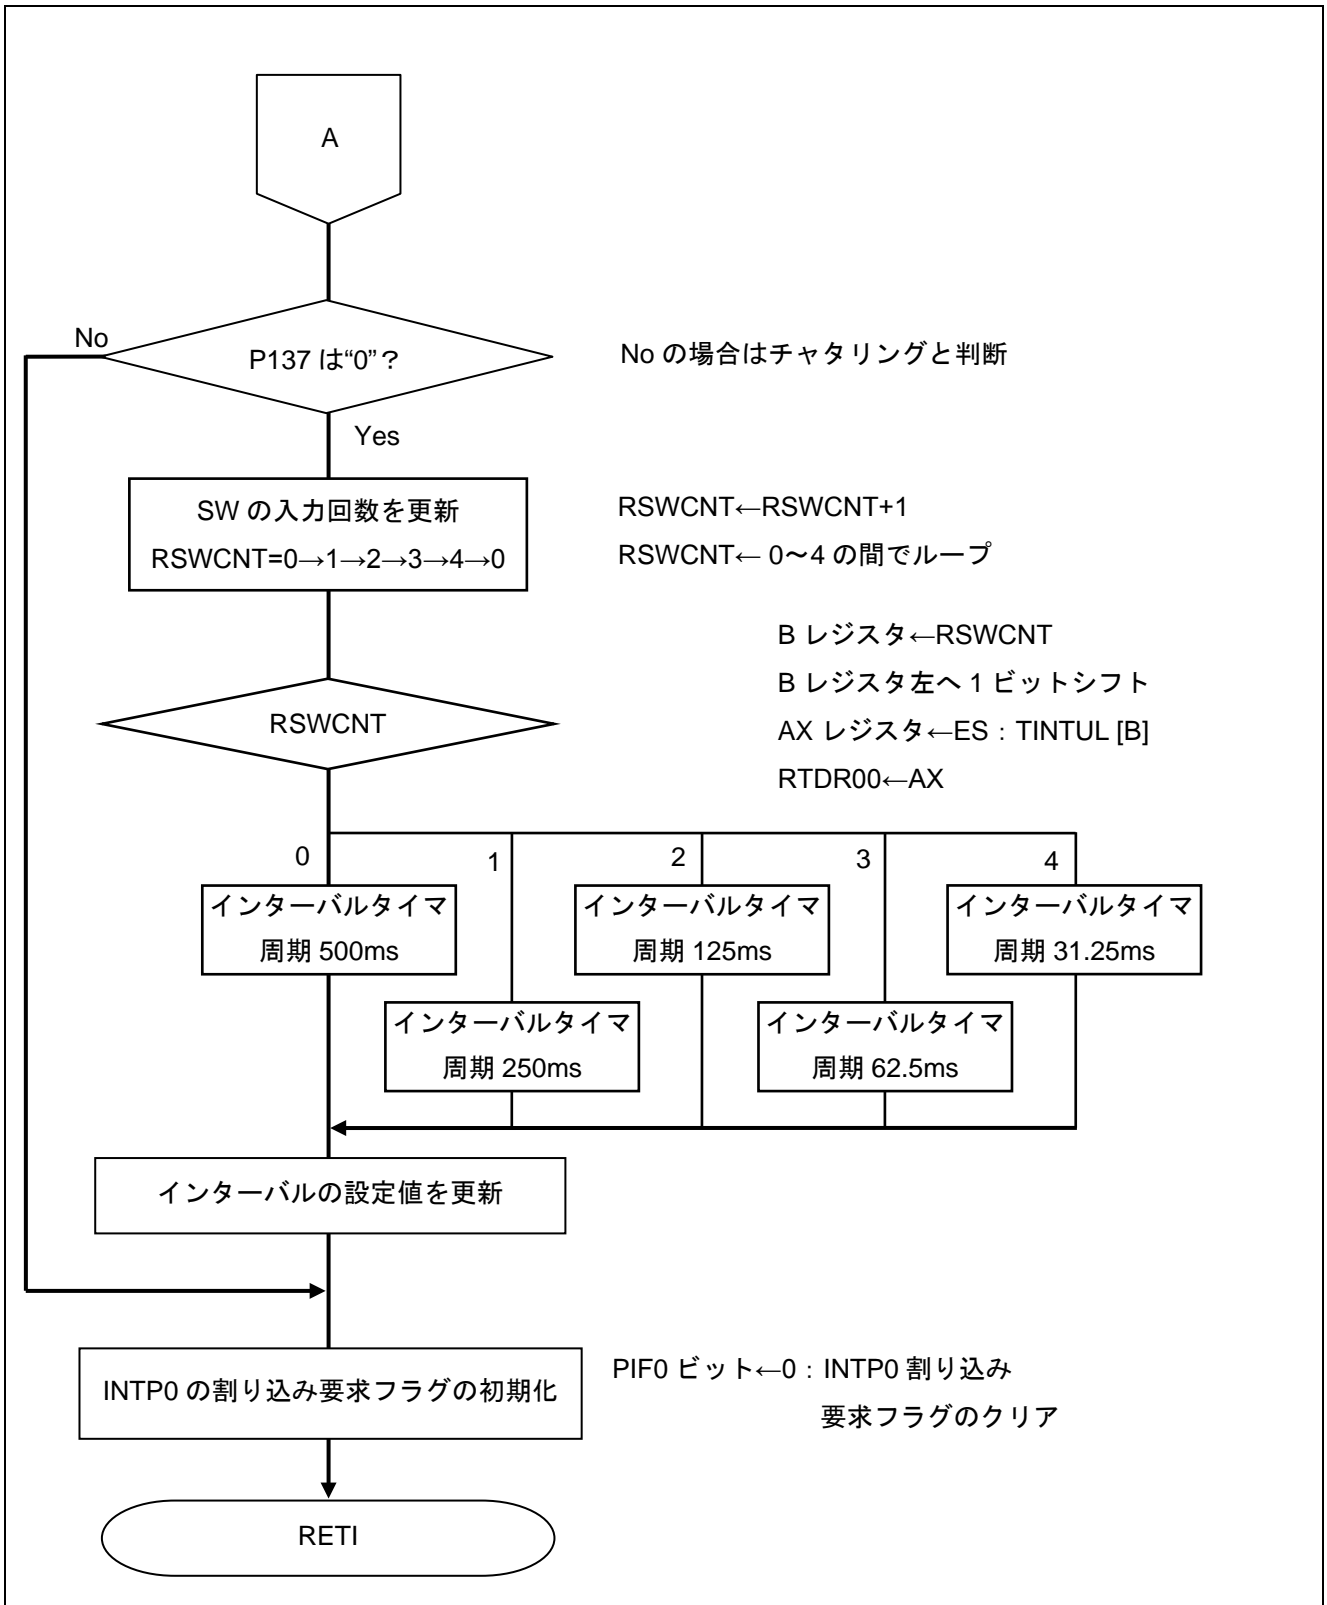 A
No
P137 は“0”？
No の場合はチャタリングと判断
Yes
SW の入力回数を更新
RSWCNT=0→1→2→3→4→0
RSWCNT←RSWCNT+1
RSWCNT← 0～4 の間でループ
B レジスタ←RSWCNT
B レジスタ左へ 1 ビットシフト
AX レジスタ←ES：TINTUL [B]
RTDR00←AX
RSWCNT
0
1
2
3
4
インターバルタイマ
周期 500ms
インターバルタイマ
周期 125ms
インターバルタイマ
周期 31.25ms
インターバルタイマ
周期 250ms
インターバルタイマ
周期 62.5ms
インターバルの設定値を更新
INTP0 の割り込み要求フラグの初期化
PIF0 ビット←0：INTP0 割り込み
要求フラグのクリア
RETI